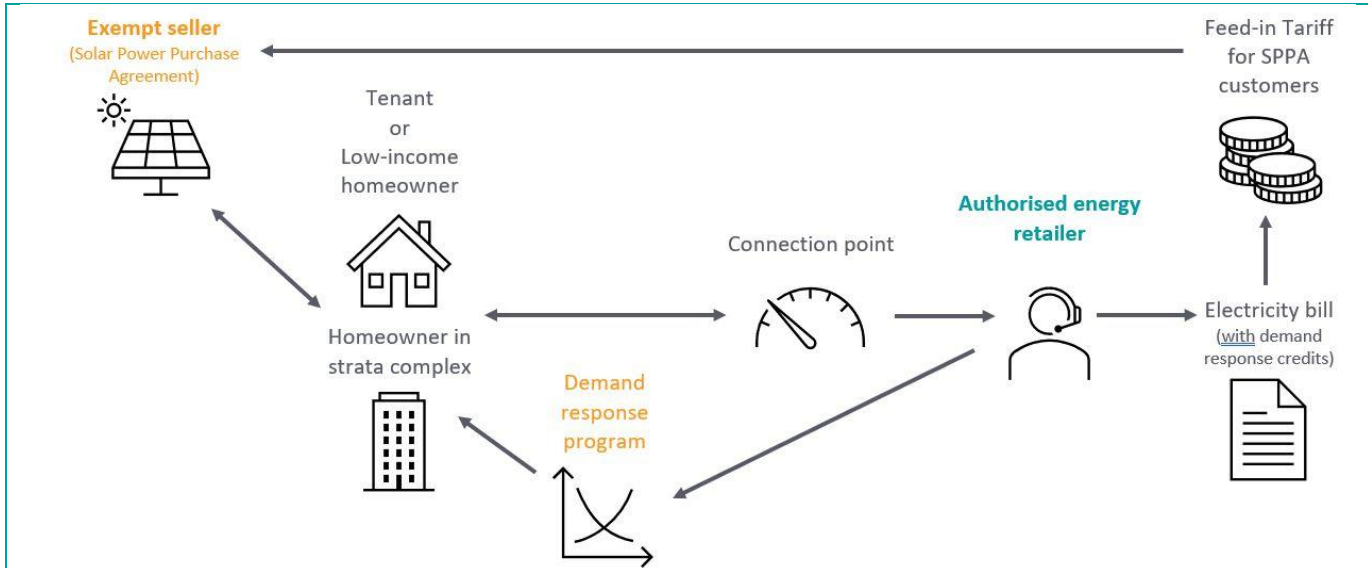 Exempt seller
(Solar Power Purchase
Agreement)
Tenant
or
Low-income
homeowner
Homeowner in
strata complex
Demand
response
program
Connection point
Authorised energy
retailer
Feed-in Tariff
for SPPA
customers
Electricity bill
(with demand
response credits)